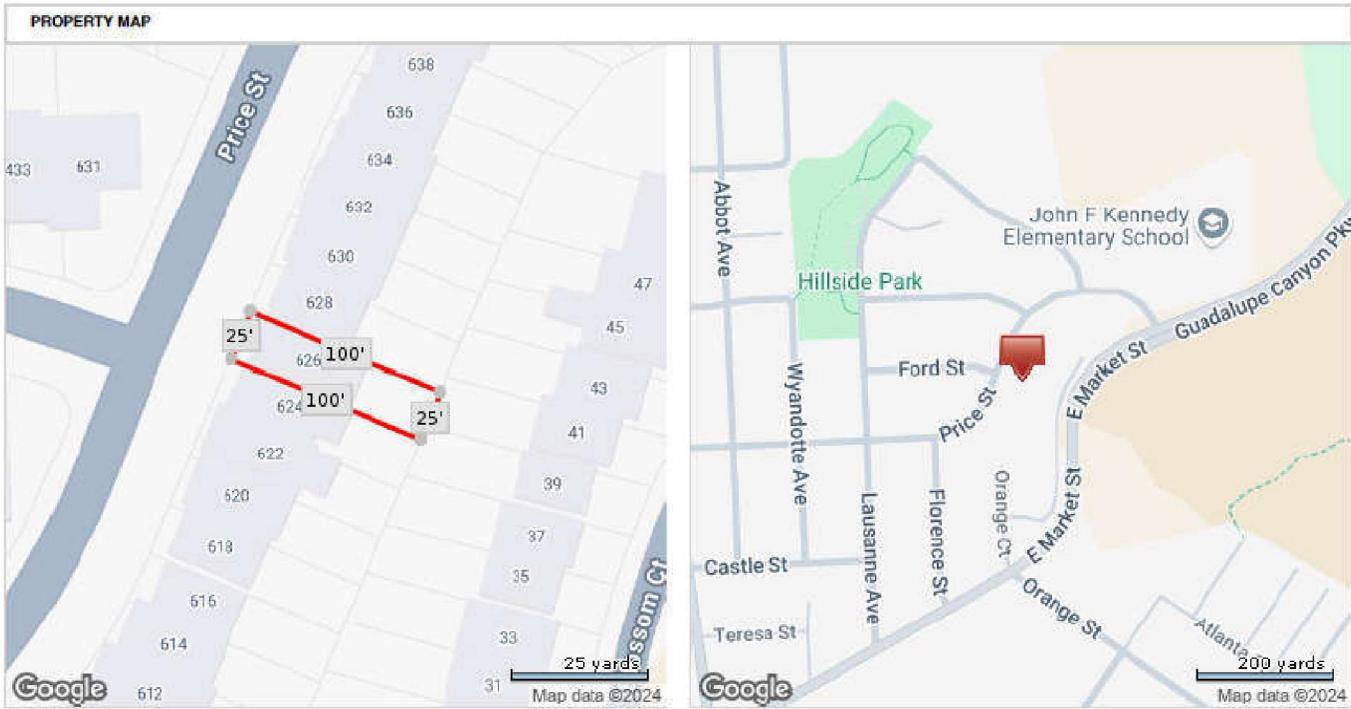 PROPERTY MAP
Price St
638
636
634
632
630
628
626
624
622
620
618
616
614
612
433
631
25'
100'
100'
25'
47
45
43
41
39
37
35
33
31
ossom Ct
Google
25 yards
Map data ©2024
Abbot Ave
John F Kennedy
Elementary School
Hillside Park
Guadalupe Canyon Pkw
E Market St
Ford St
Price St
Wyandotte Ave
Lausanne Ave
Florence St
Orange Ct
E Market St
Castle St
Teresa St
Orange St
Atlanta
Google
200 yards
Map data ©2024